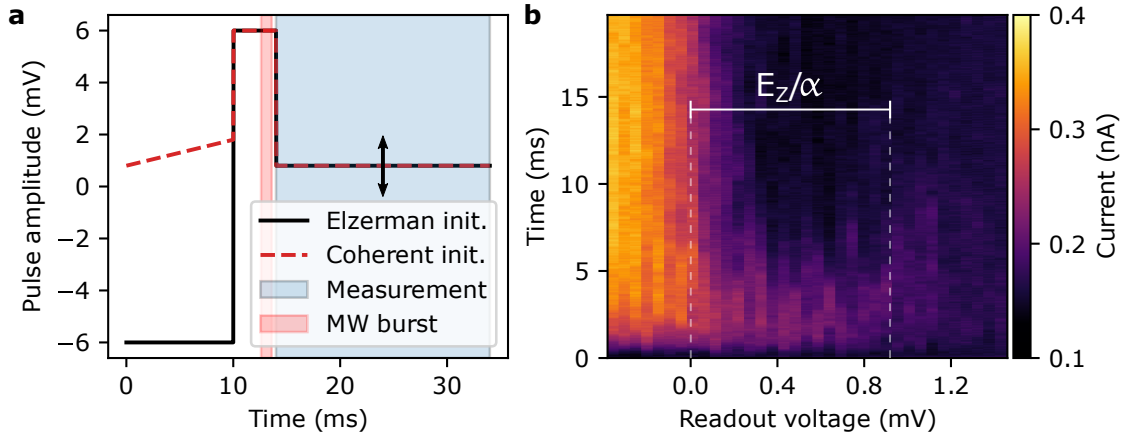 a
Pulse amplitude (mV)
6
4
2
0
−2
−4
−6
0
10
20
30
Time (ms)
Elzerman init.
Coherent init.
Measurement
MW burst
b
Time (ms)
15
10
5
0
0.0
0.4
0.8
1.2
Readout voltage (mV)
E_Z/α
0.4
0.3
0.2
0.1
Current (nA)